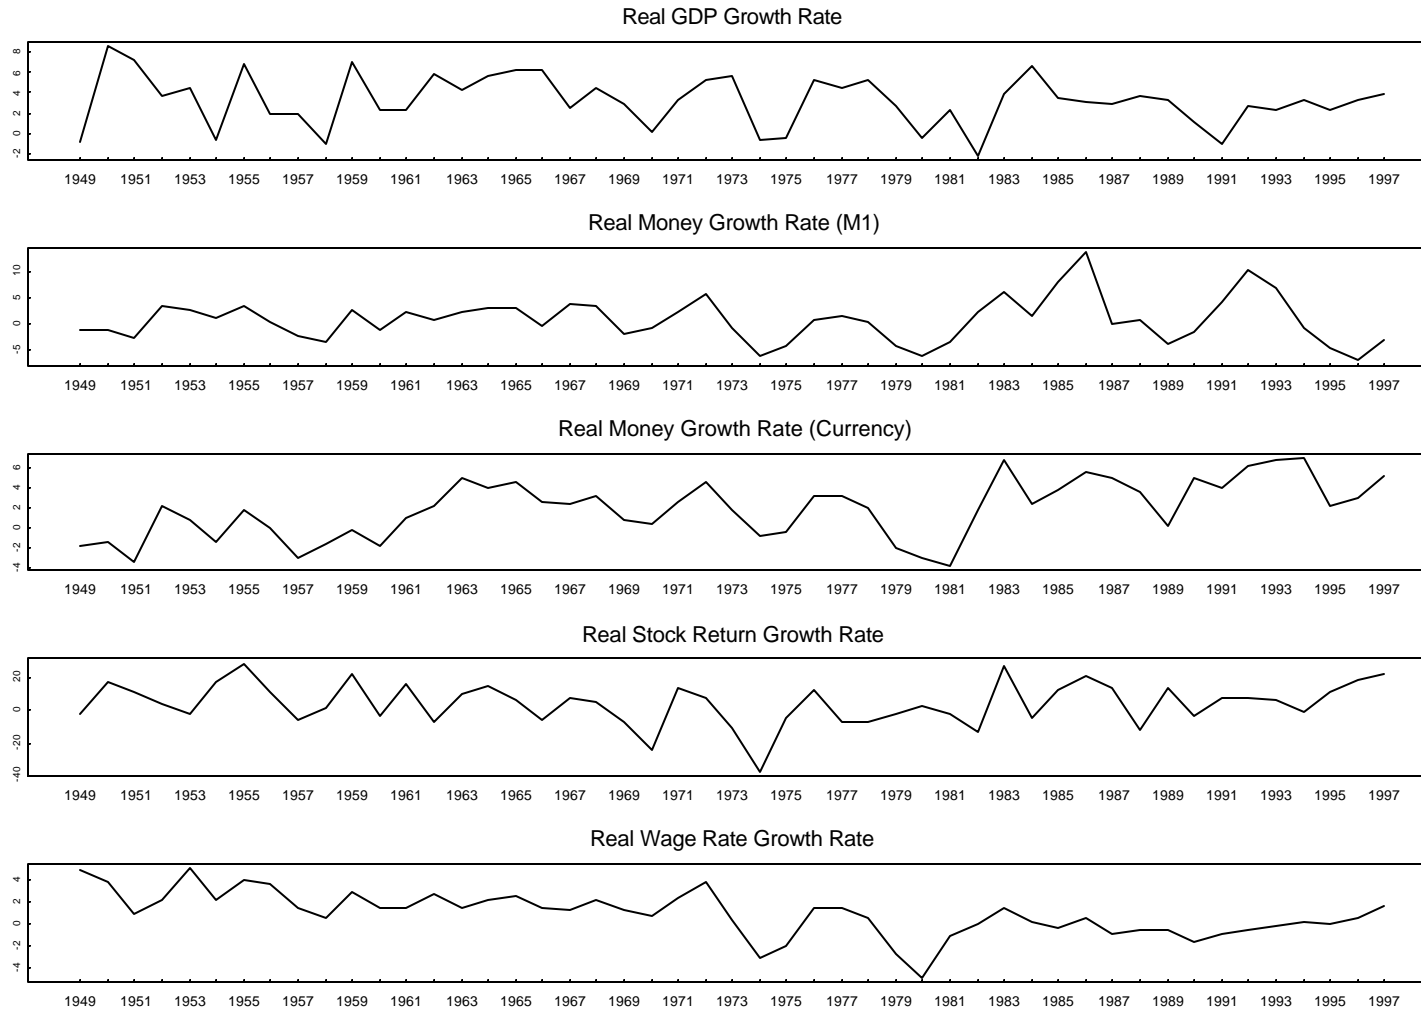 Real GDP Growth Rate
8
6
4
2
0
-2
1949 1951 1953 1955 1957 1959 1961 1963 1965 1967 1969 1971 1973 1975 1977 1979 1981 1983 1985 1987 1989 1991 1993 1995 1997
Real Money Growth Rate (M1)
10
5
0
-5
1949 1951 1953 1955 1957 1959 1961 1963 1965 1967 1969 1971 1973 1975 1977 1979 1981 1983 1985 1987 1989 1991 1993 1995 1997
Real Money Growth Rate (Currency)
6
4
2
0
-2
-4
1949 1951 1953 1955 1957 1959 1961 1963 1965 1967 1969 1971 1973 1975 1977 1979 1981 1983 1985 1987 1989 1991 1993 1995 1997
Real Stock Return Growth Rate
20
0
-20
-40
1949 1951 1953 1955 1957 1959 1961 1963 1965 1967 1969 1971 1973 1975 1977 1979 1981 1983 1985 1987 1989 1991 1993 1995 1997
Real Wage Rate Growth Rate
4
2
0
-2
-4
1949 1951 1953 1955 1957 1959 1961 1963 1965 1967 1969 1971 1973 1975 1977 1979 1981 1983 1985 1987 1989 1991 1993 1995 1997